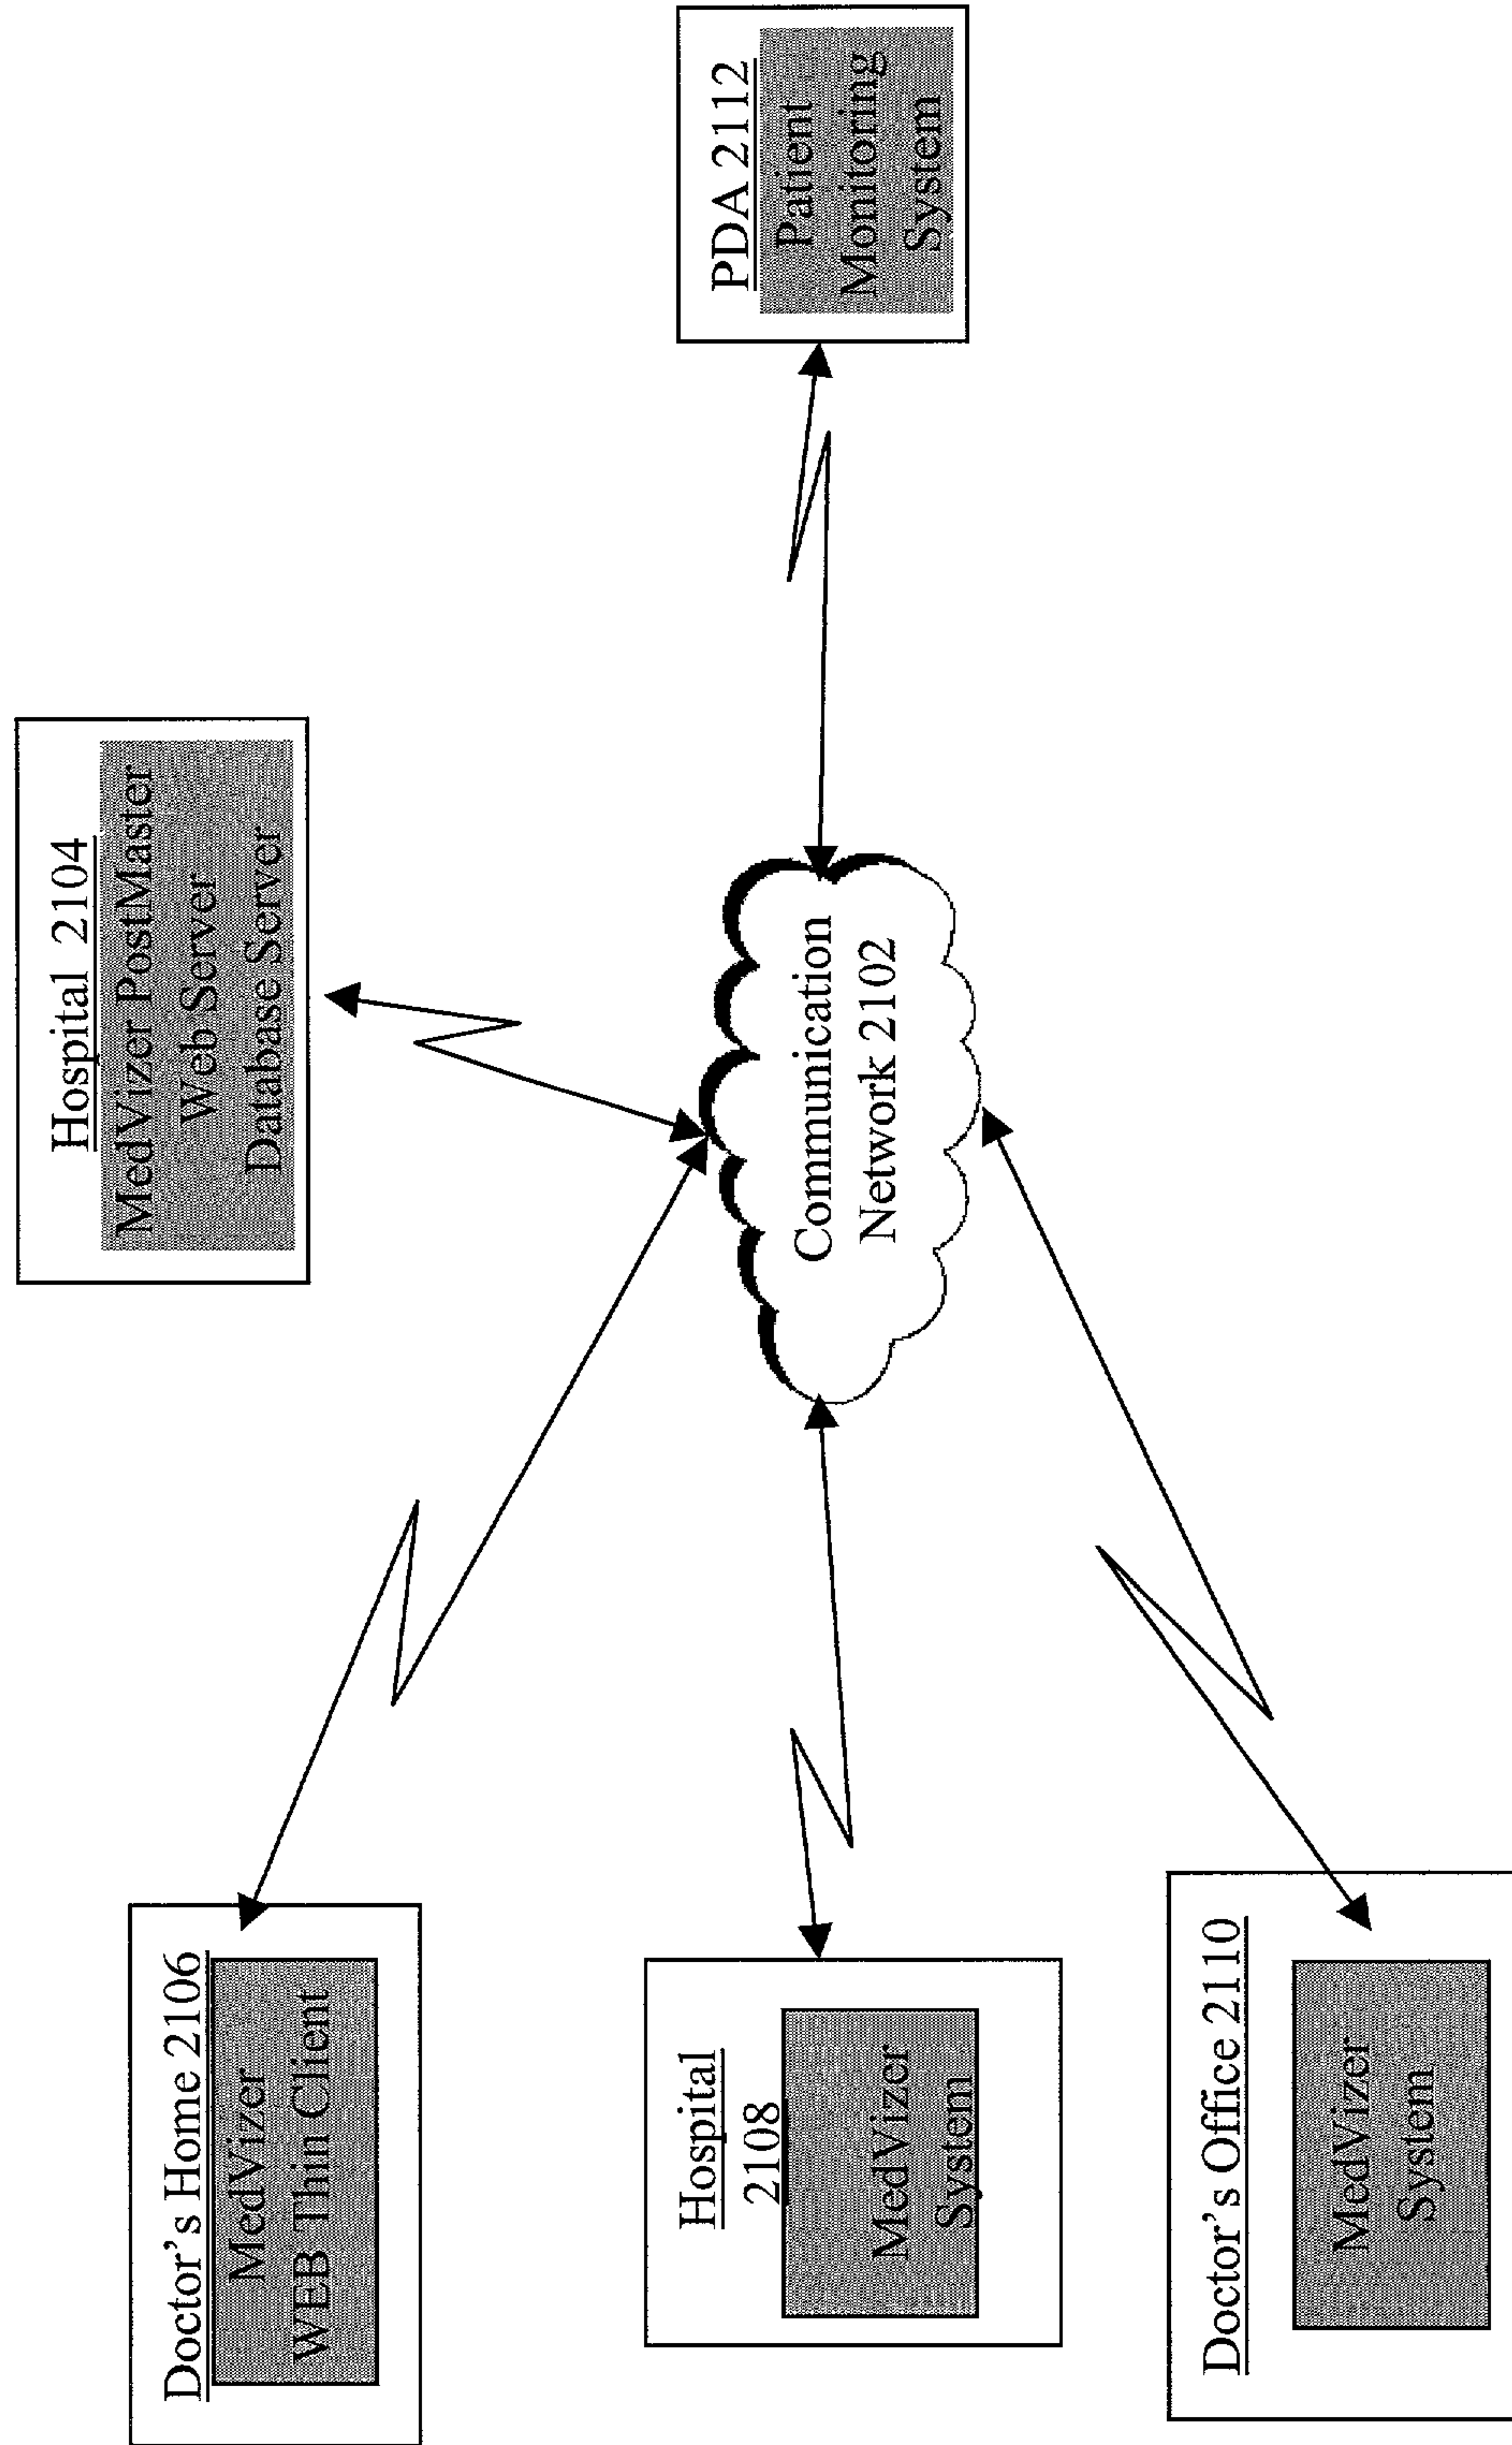 Doctor's Home 2106
MedVizer
WEB Thin Client
Hospital 2104
MedVizer PostMaster
Web Server
Database Server
Hospital
2108
MedVizer
System
Communication
Network 2102
PDA 2112
Patient
Monitoring
System
Doctor's Office 2110
MedVizer
System